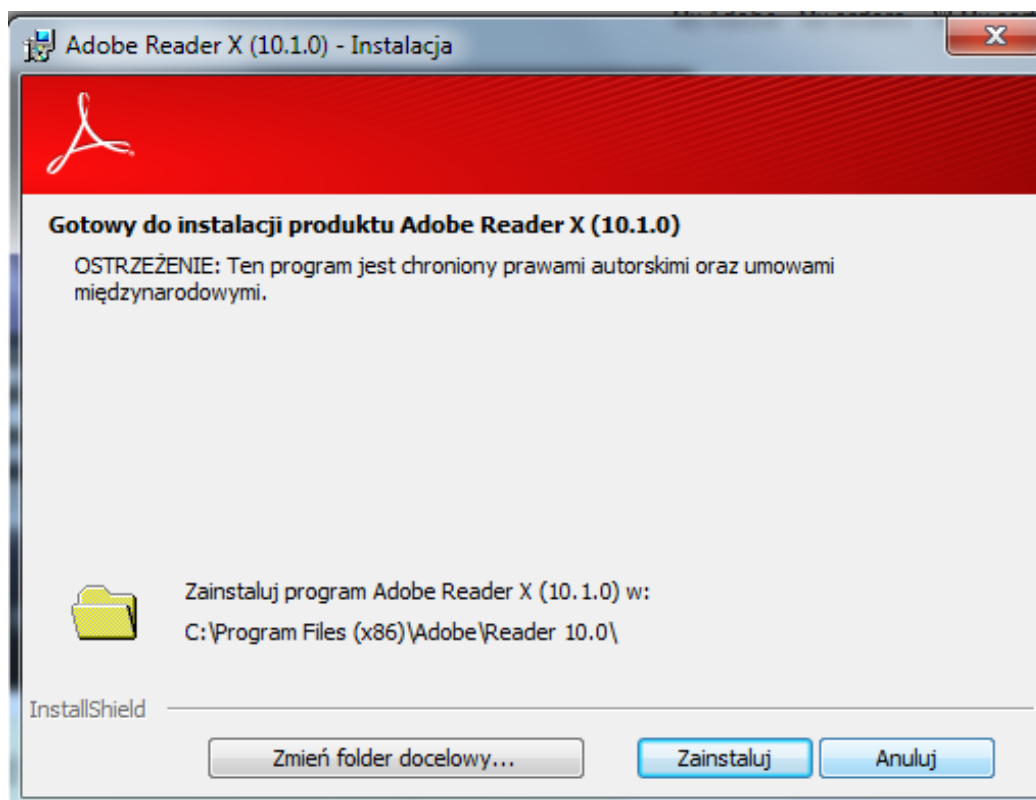 Adobe Reader X (10.1.0) - Instalacja
Gotowy do instalacji produktu Adobe Reader X (10.1.0)
OSTRZEŻENIE: Ten program jest chroniony prawami autorskimi oraz umowami
międzynarodowymi.
Zainstaluj program Adobe Reader X (10.1.0) w:
C:\Program Files (x86)\Adobe\Reader 10.0\
InstallShield
Zmień folder docelowy...
Zainstaluj
Anuluj